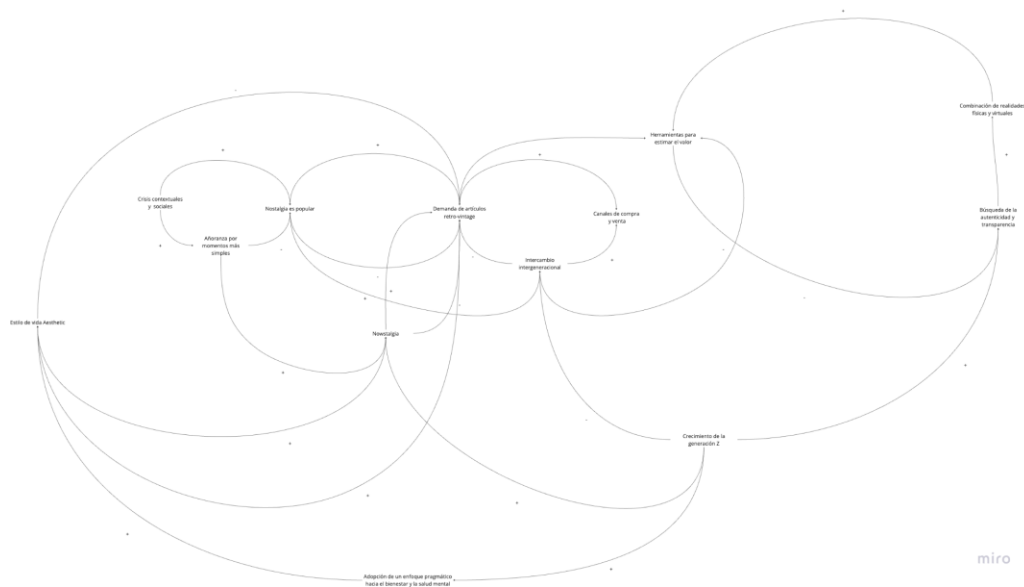 Combinación de realidades
físicas y virtuales
Herramientas para
estimar el valor
Crisis contextuales
y sociales
Nostalgia es popular
Demanda de artículos
retro-vintage
Canales de compra
y venta
Búsqueda de la
autenticidad y
transparencia
Añoranza por
momentos más
simples
Intercambio
intergeneracional
Estilo de vida Aesthetic
Newstalgia
Crecimiento de la
generación Z
Adopción de un enfoque pragmático
hacia el bienestar y la salud mental
miro